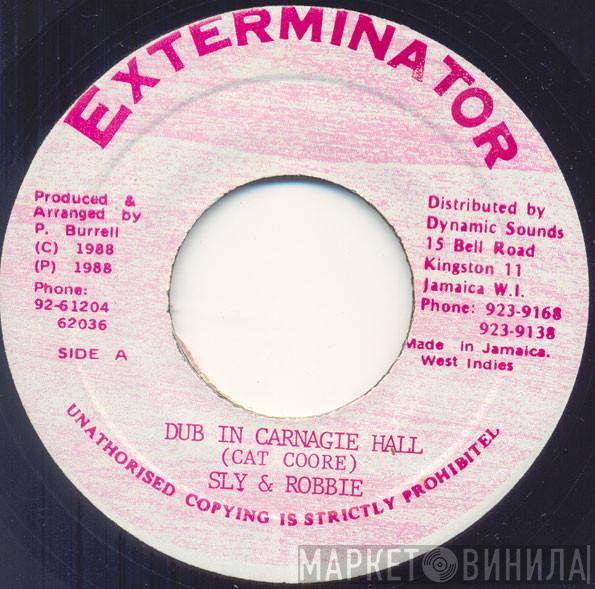 EXTERMINATOR
Produced &
Arranged by
P. Burrell
(C) 1988
(P) 1988
Phone:
92-61204
62036
SIDE A
Distributed by
Dynamic Sounds
15 Bell Road
Kingston 11
Jamaica W.I.
Phone: 923-9168
923-9138
Made in Jamaica.
West Indies
DUB IN CARNAGIE HALL
(CAT COORE)
SLY & ROBBIE
UNATHORISED COPYING IS STRICTLY PROHIBITEL
МАРКЕТ ВИНИЛА